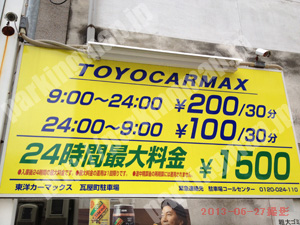 TOYOCARMAX
9:00～24:00 ￥200/30分
24:00～9:00 ￥100/30分
24時間最大料金 ￥1500
東洋カーマックス 瓦屋町駐車場 緊急連絡先 駐車場コールセンター 0120-024-110
2013-06-27